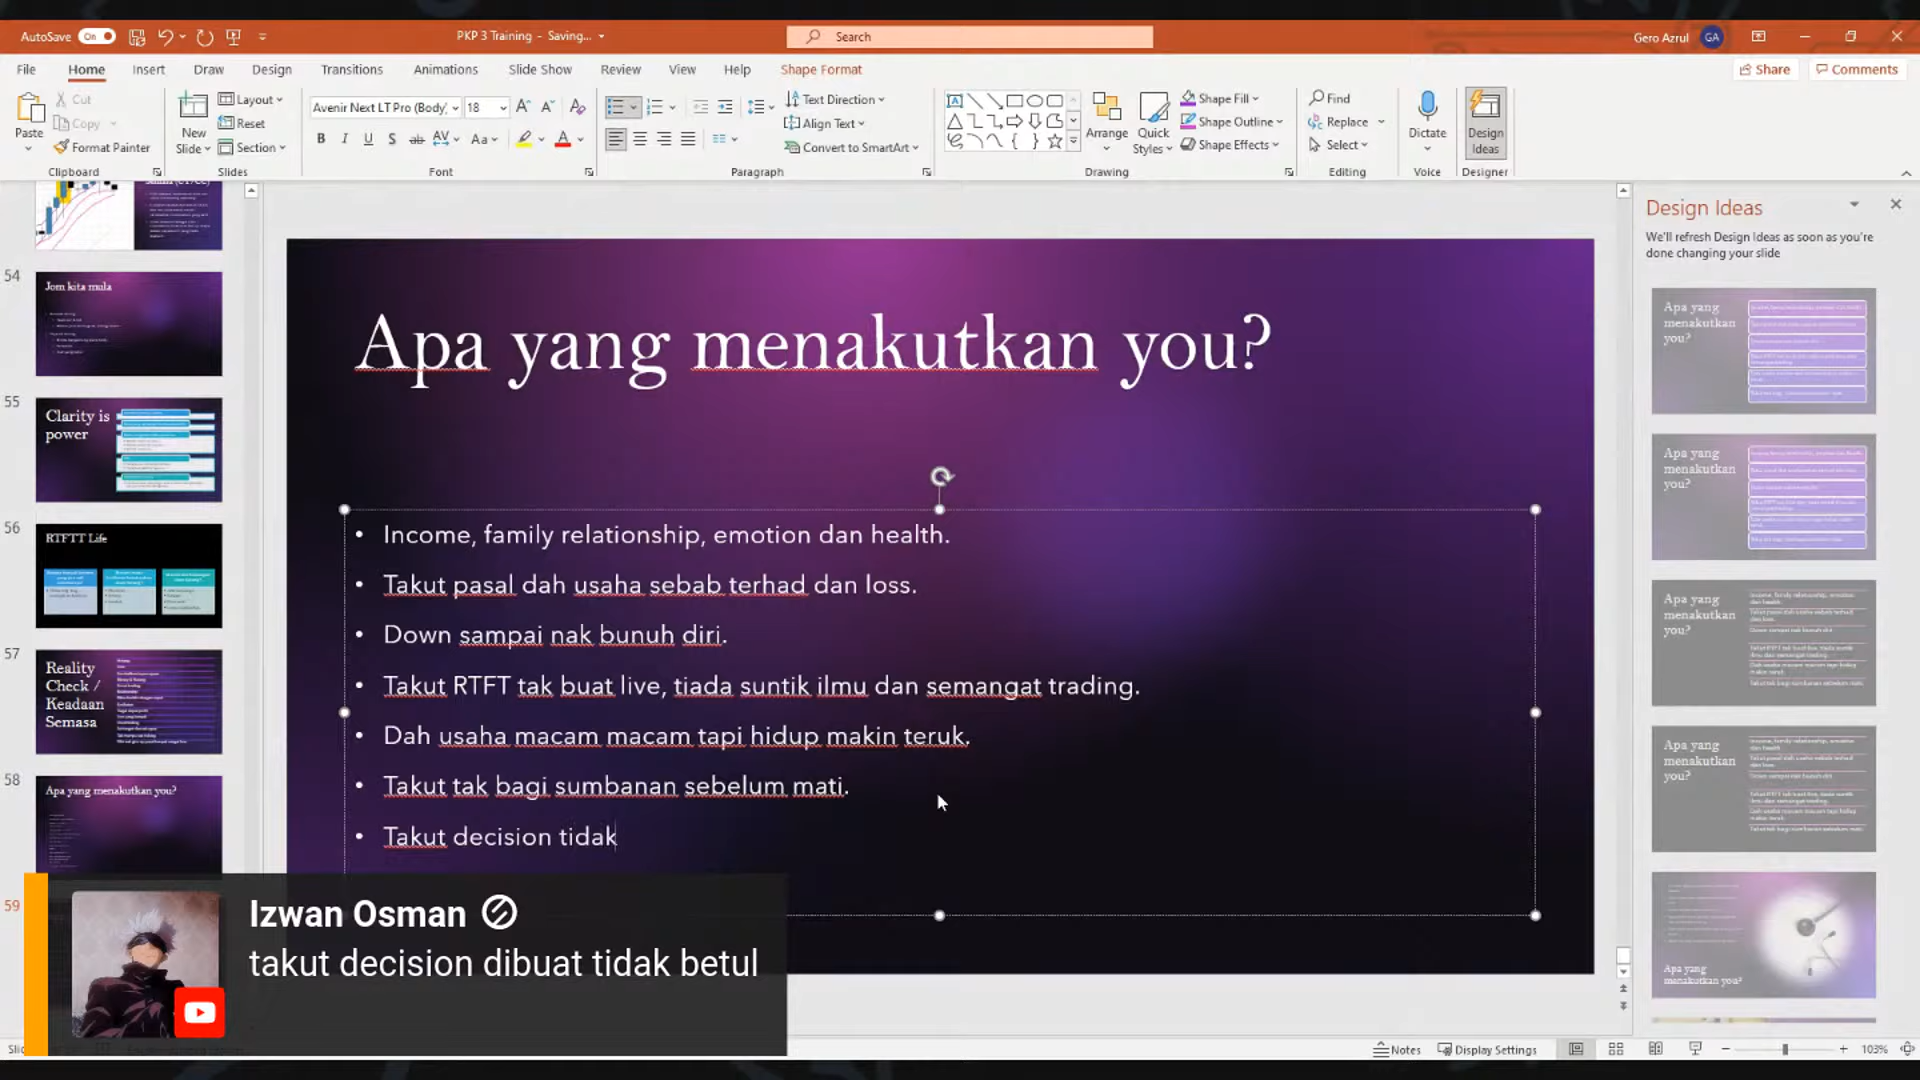 AutoSave On
PKP 3 Training - Saving...
Search
Gero Azrul GA
File Home Insert Draw Design Transitions Animations Slide Show Review View Help Shape Format
Share Comments
Paste
Cut
Copy
Format Painter
New Slide
Layout
Reset
Section
Avenir Next LT Pro (Body) 18
Text Direction
Align Text
Convert to SmartArt
Arrange
Quick Styles
Shape Fill
Shape Outline
Shape Effects
Find
Replace
Select
Dictate
Design Ideas
Clipboard Slides Font Paragraph Drawing Editing Voice Designer
54
Jom kita mula
55
Clarity is power
56
RTFTT Life
57
Reality Check / Keadaan Semasa
58
Apa yang menakutkan you?
59
Apa yang menakutkan you?
• Income, family relationship, emotion dan health.
• Takut pasal dah usaha sebab terhad dan loss.
• Down sampai nak bunuh diri.
• Takut RTFT tak buat live, tiada suntik ilmu dan semangat trading.
• Dah usaha macam macam tapi hidup makin teruk.
• Takut tak bagi sumbanan sebelum mati.
• Takut decision tidak
Izwan Osman
takut decision dibuat tidak betul
Design Ideas
We'll refresh Design Ideas as soon as you're
done changing your slide
Apa yang menakutkan you?
Apa yang menakutkan you?
Apa yang menakutkan you?
Apa yang menakutkan you?
Apa yang menakutkan you?
Notes Display Settings 103%